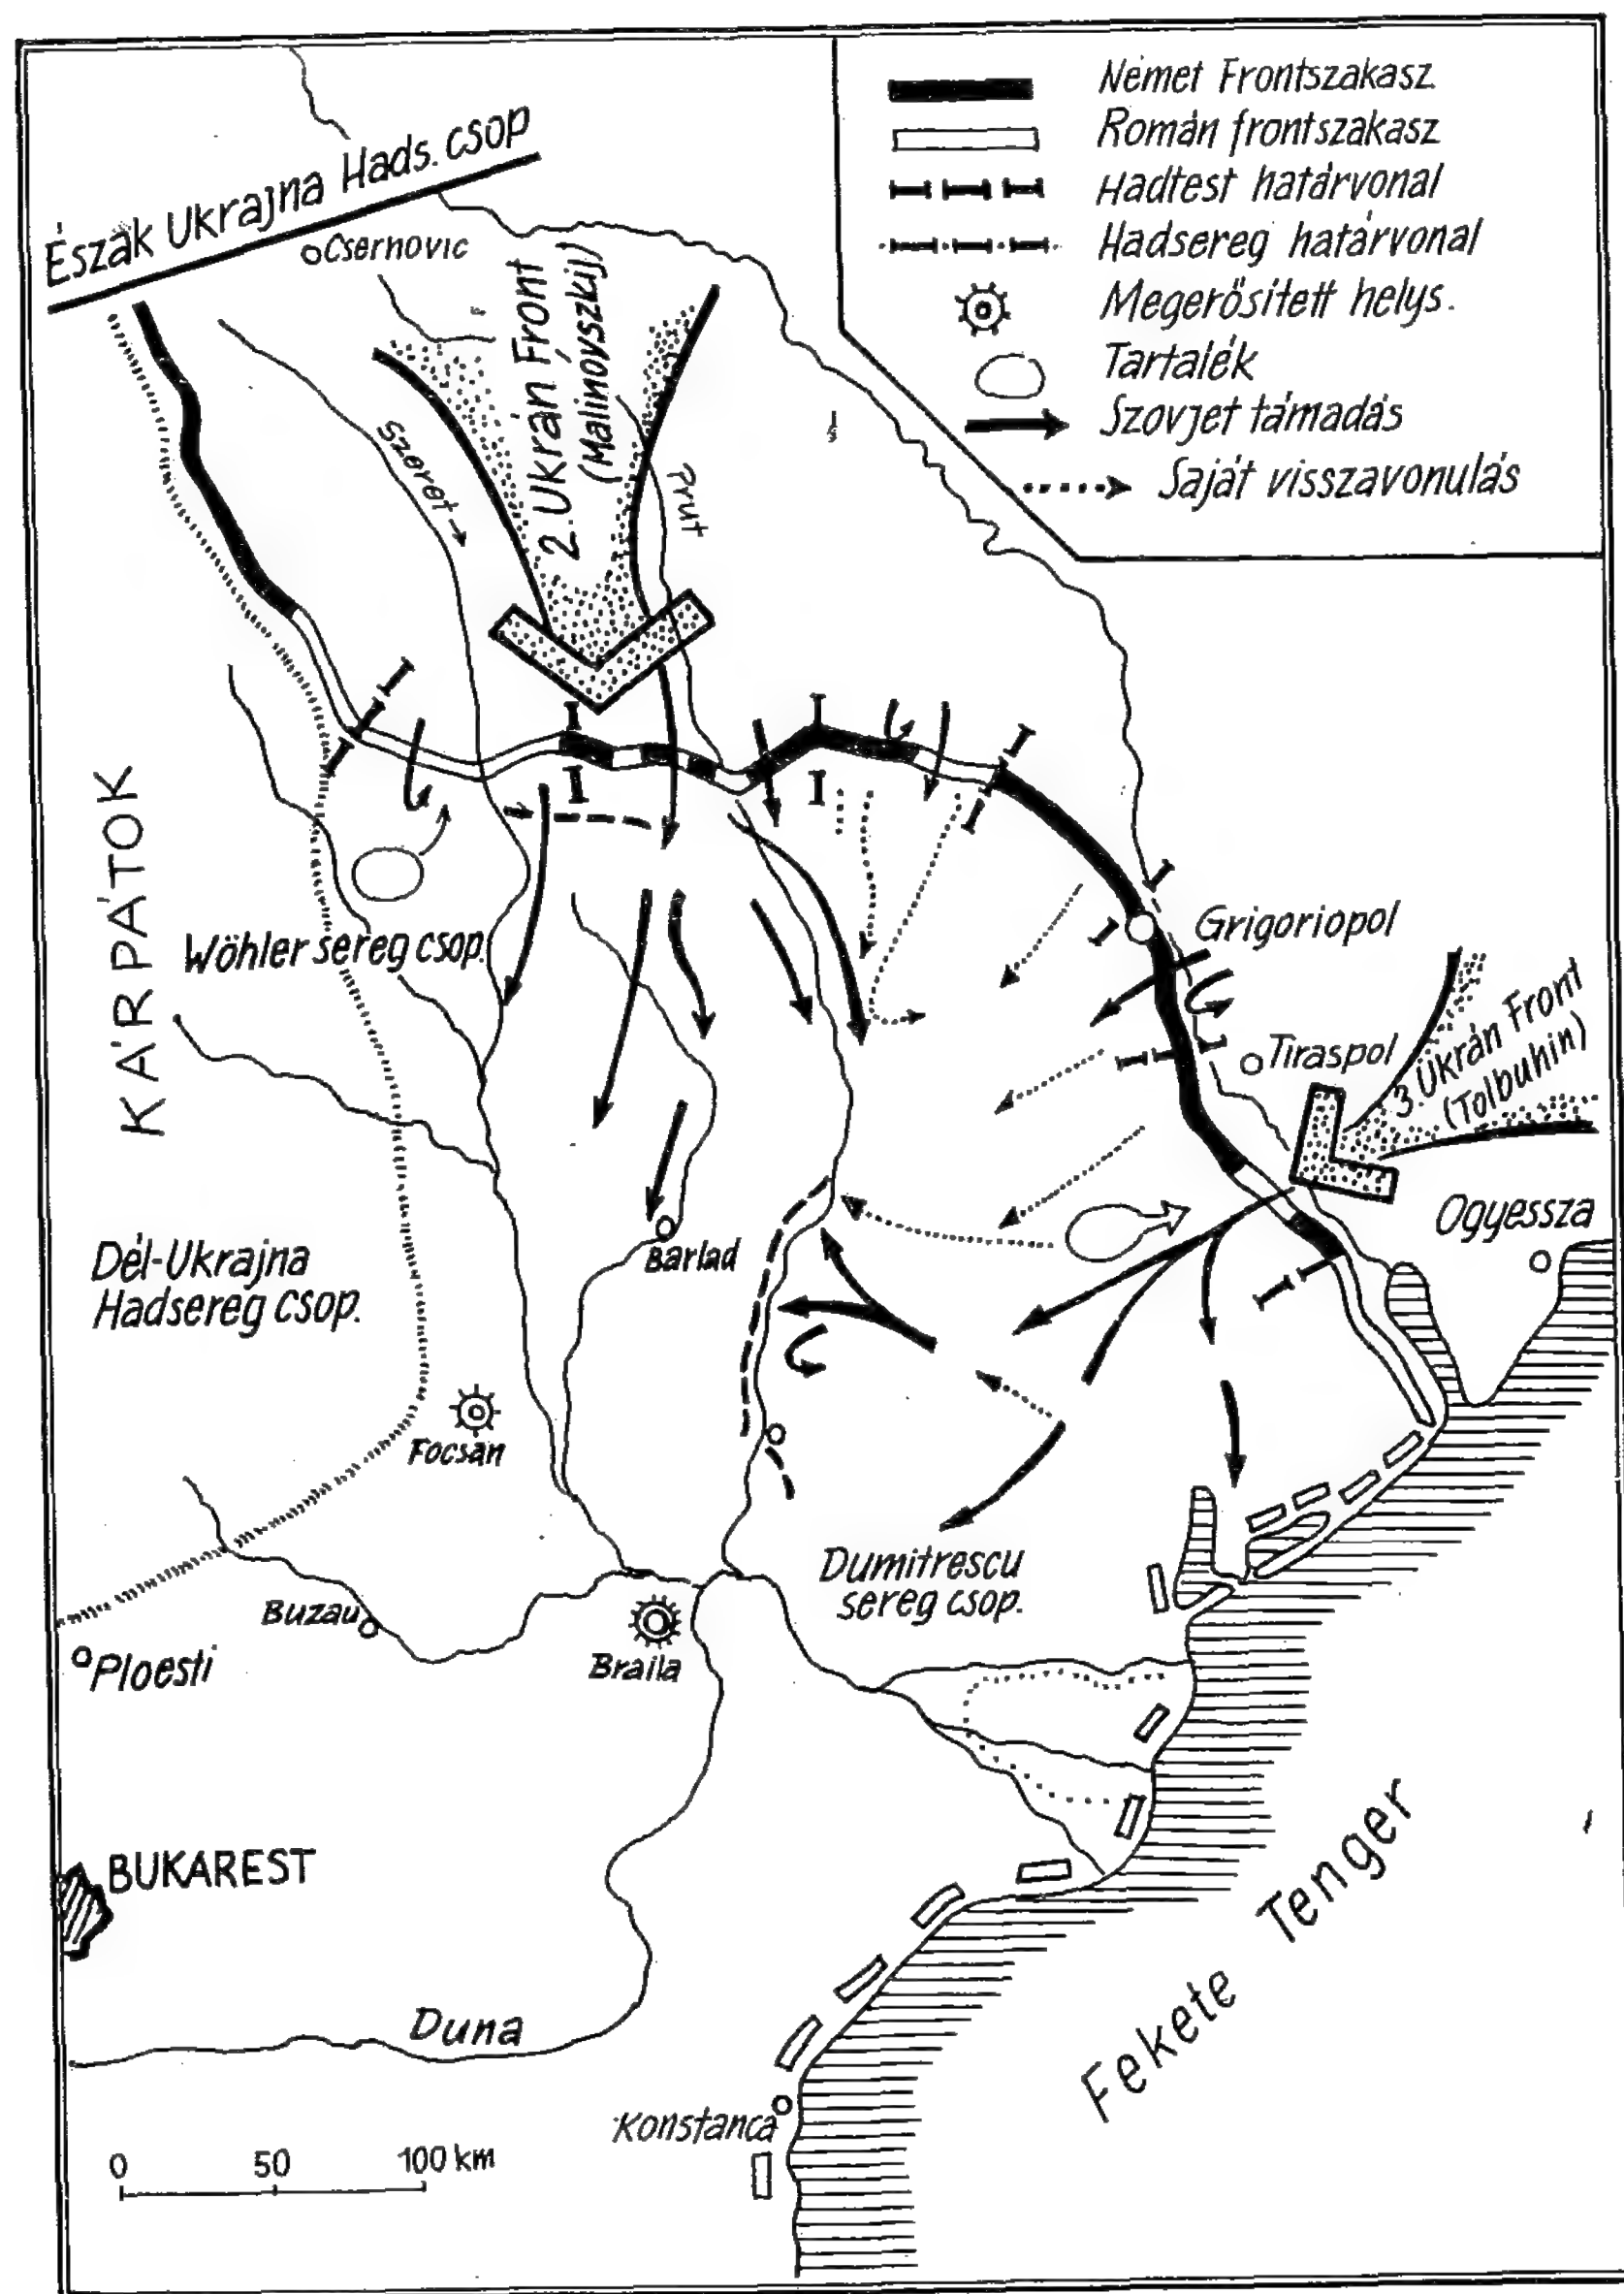 Német Frontszakasz
Román frontszakasz
Hadtest határvonal
Hadsereg határvonal
Megerősített helys.
Tartalék
Szovjet támadás
Saját visszavonulás
Észak Ukrajna Hads. csop
Csernovic
2. Ukrán Front
(Malinovszkij)
Szeret
Prut
KÁRPÁTOK
Wöhler sereg csop.
Grigoriopol
Tiraspol
3. Ukrán Front
(Tolbuhin)
Ogyessza
Barlad
Dél-Ukrajna
Hadsereg csop.
Focsan
Dumitrescu
sereg csop.
Buzau
Braila
Ploesti
BUKAREST
Duna
Fekete Tenger
Konstanca
0 50 100 km